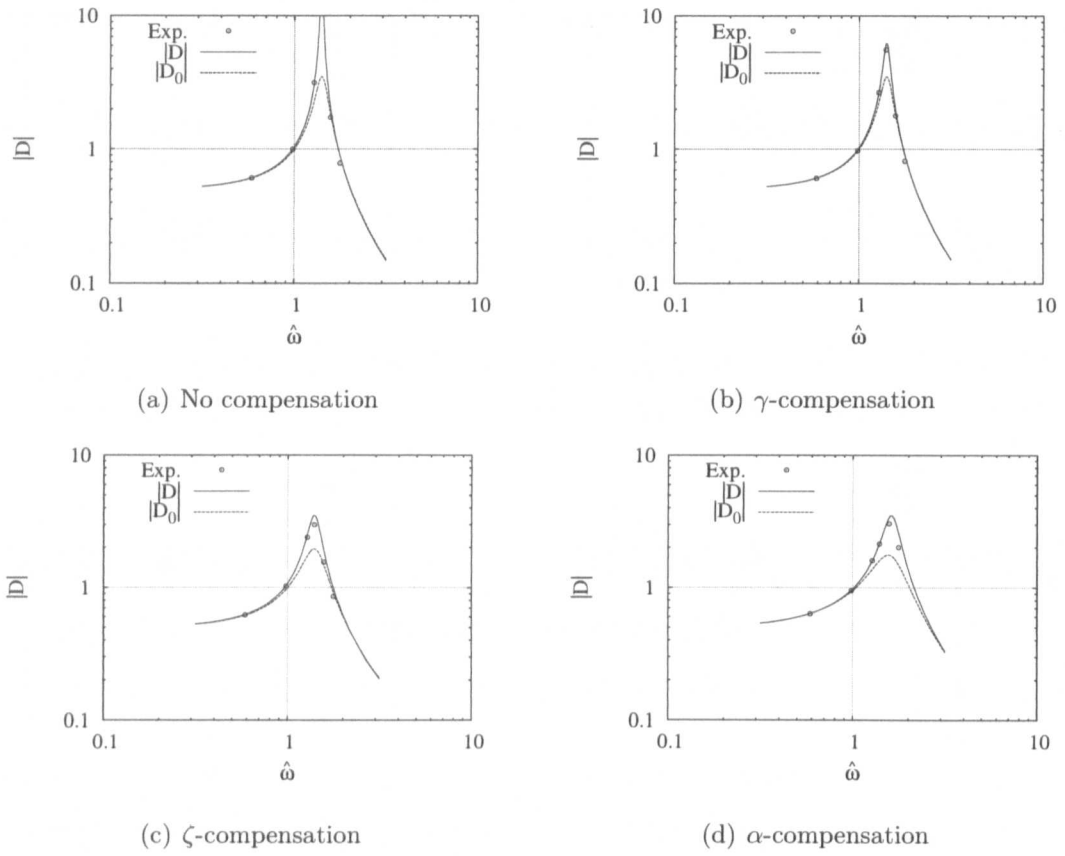 10
Exp.
|D|
|D₀|
|D|
1
0.1
0.1 1 10
ω̂
(a) No compensation
10
Exp.
|D|
|D₀|
|D|
1
0.1
0.1 1 10
ω̂
(b) γ-compensation
10
Exp.
|D|
|D₀|
|D|
1
0.1
0.1 1 10
ω̂
(c) ζ-compensation
10
Exp.
|D|
|D₀|
|D|
1
0.1
0.1 1 10
ω̂
(d) α-compensation